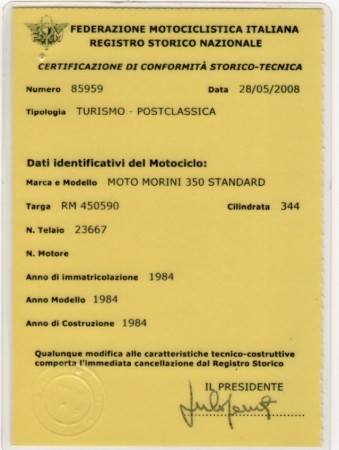 FEDERAZIONE MOTOCICLISTICA ITALIANA
REGISTRO STORICO NAZIONALE
CERTIFICAZIONE DI CONFORMITÀ STORICO-TECNICA
Numero 85959 Data 28/05/2008
Tipologia TURISMO - POSTCLASSICA
Dati identificativi del Motociclo:
Marca e Modello MOTO MORINI 350 STANDARD
Targa RM 450590 Cilindrata 344
N. Telaio 23667
N. Motore
Anno di immatricolazione 1984
Anno Modello 1984
Anno di Costruzione 1984
Qualunque modifica alle caratteristiche tecnico-costruttive
comporta l'immediata cancellazione dal Registro Storico
IL PRESIDENTE